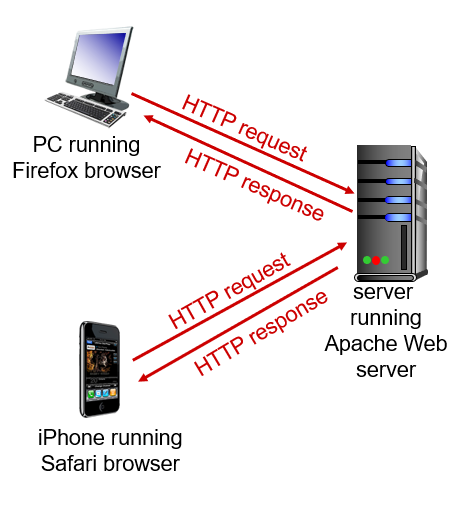 HTTP request
HTTP response
PC running
Firefox browser
HTTP request
HTTP response
server
running
Apache Web
server
iPhone running
Safari browser